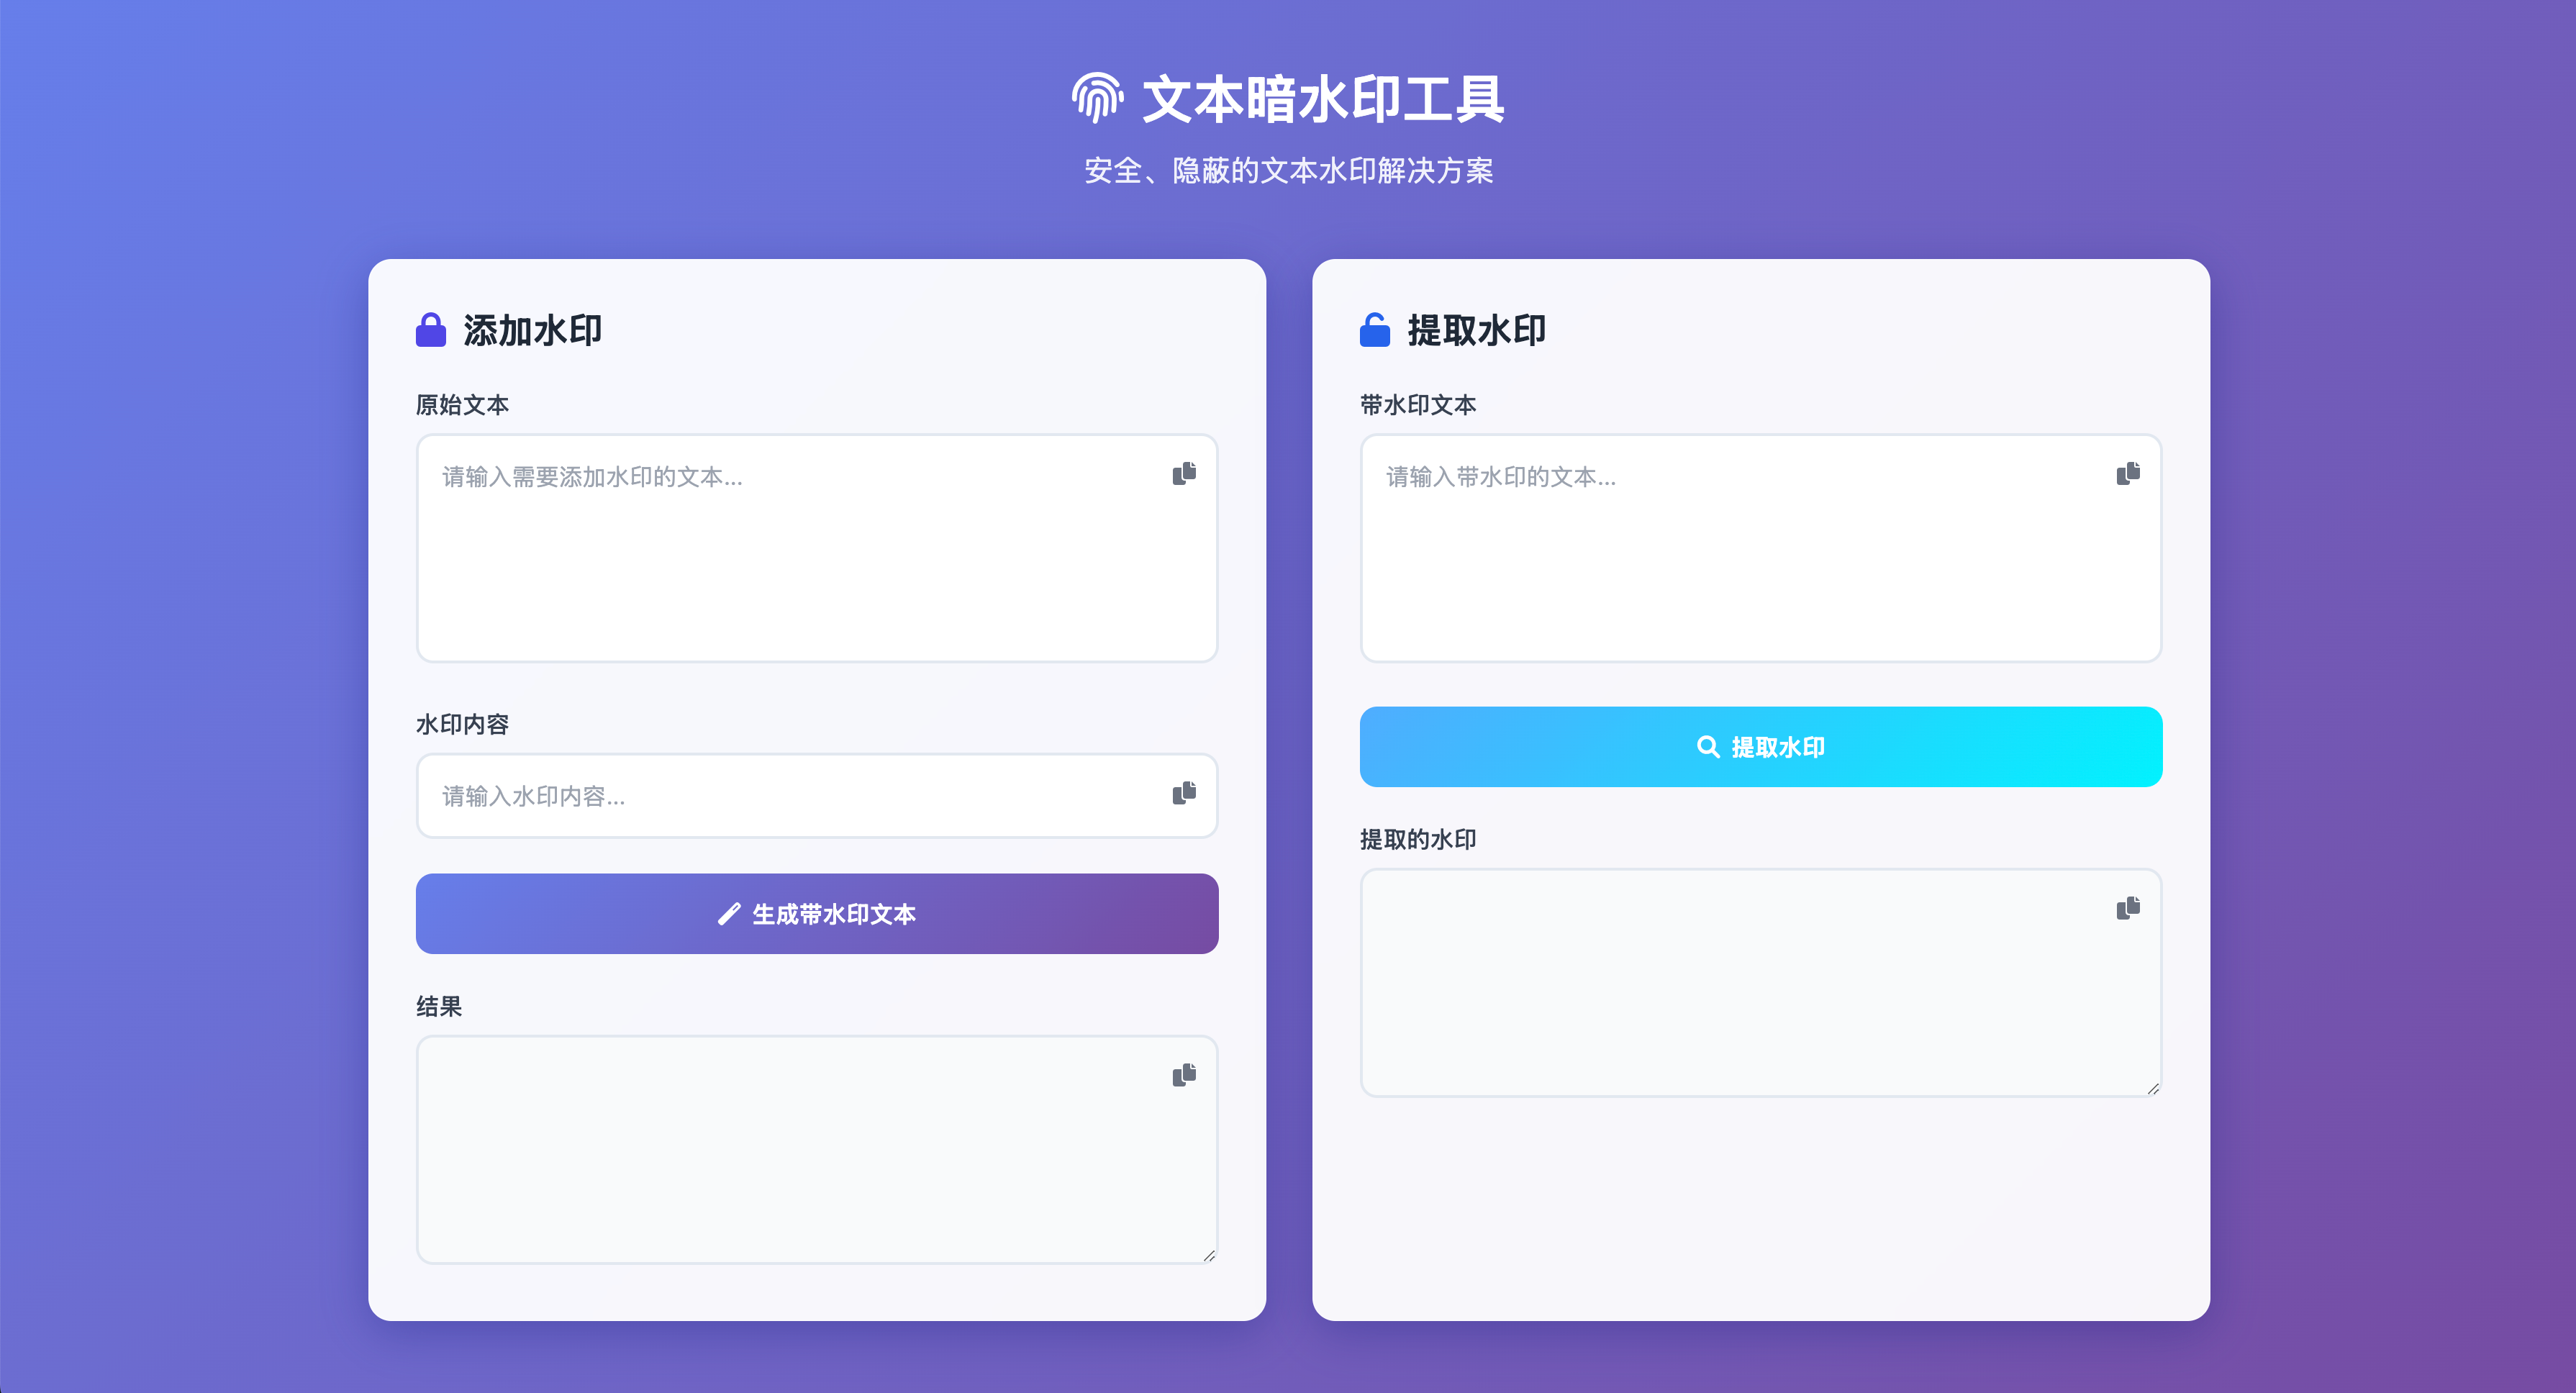 文本暗水印工具
安全、隐蔽的文本水印解决方案
添加水印
原始文本
请输入需要添加水印的文本...
水印内容
请输入水印内容...
生成带水印文本
结果
提取水印
带水印文本
请输入带水印的文本...
提取水印
提取的水印